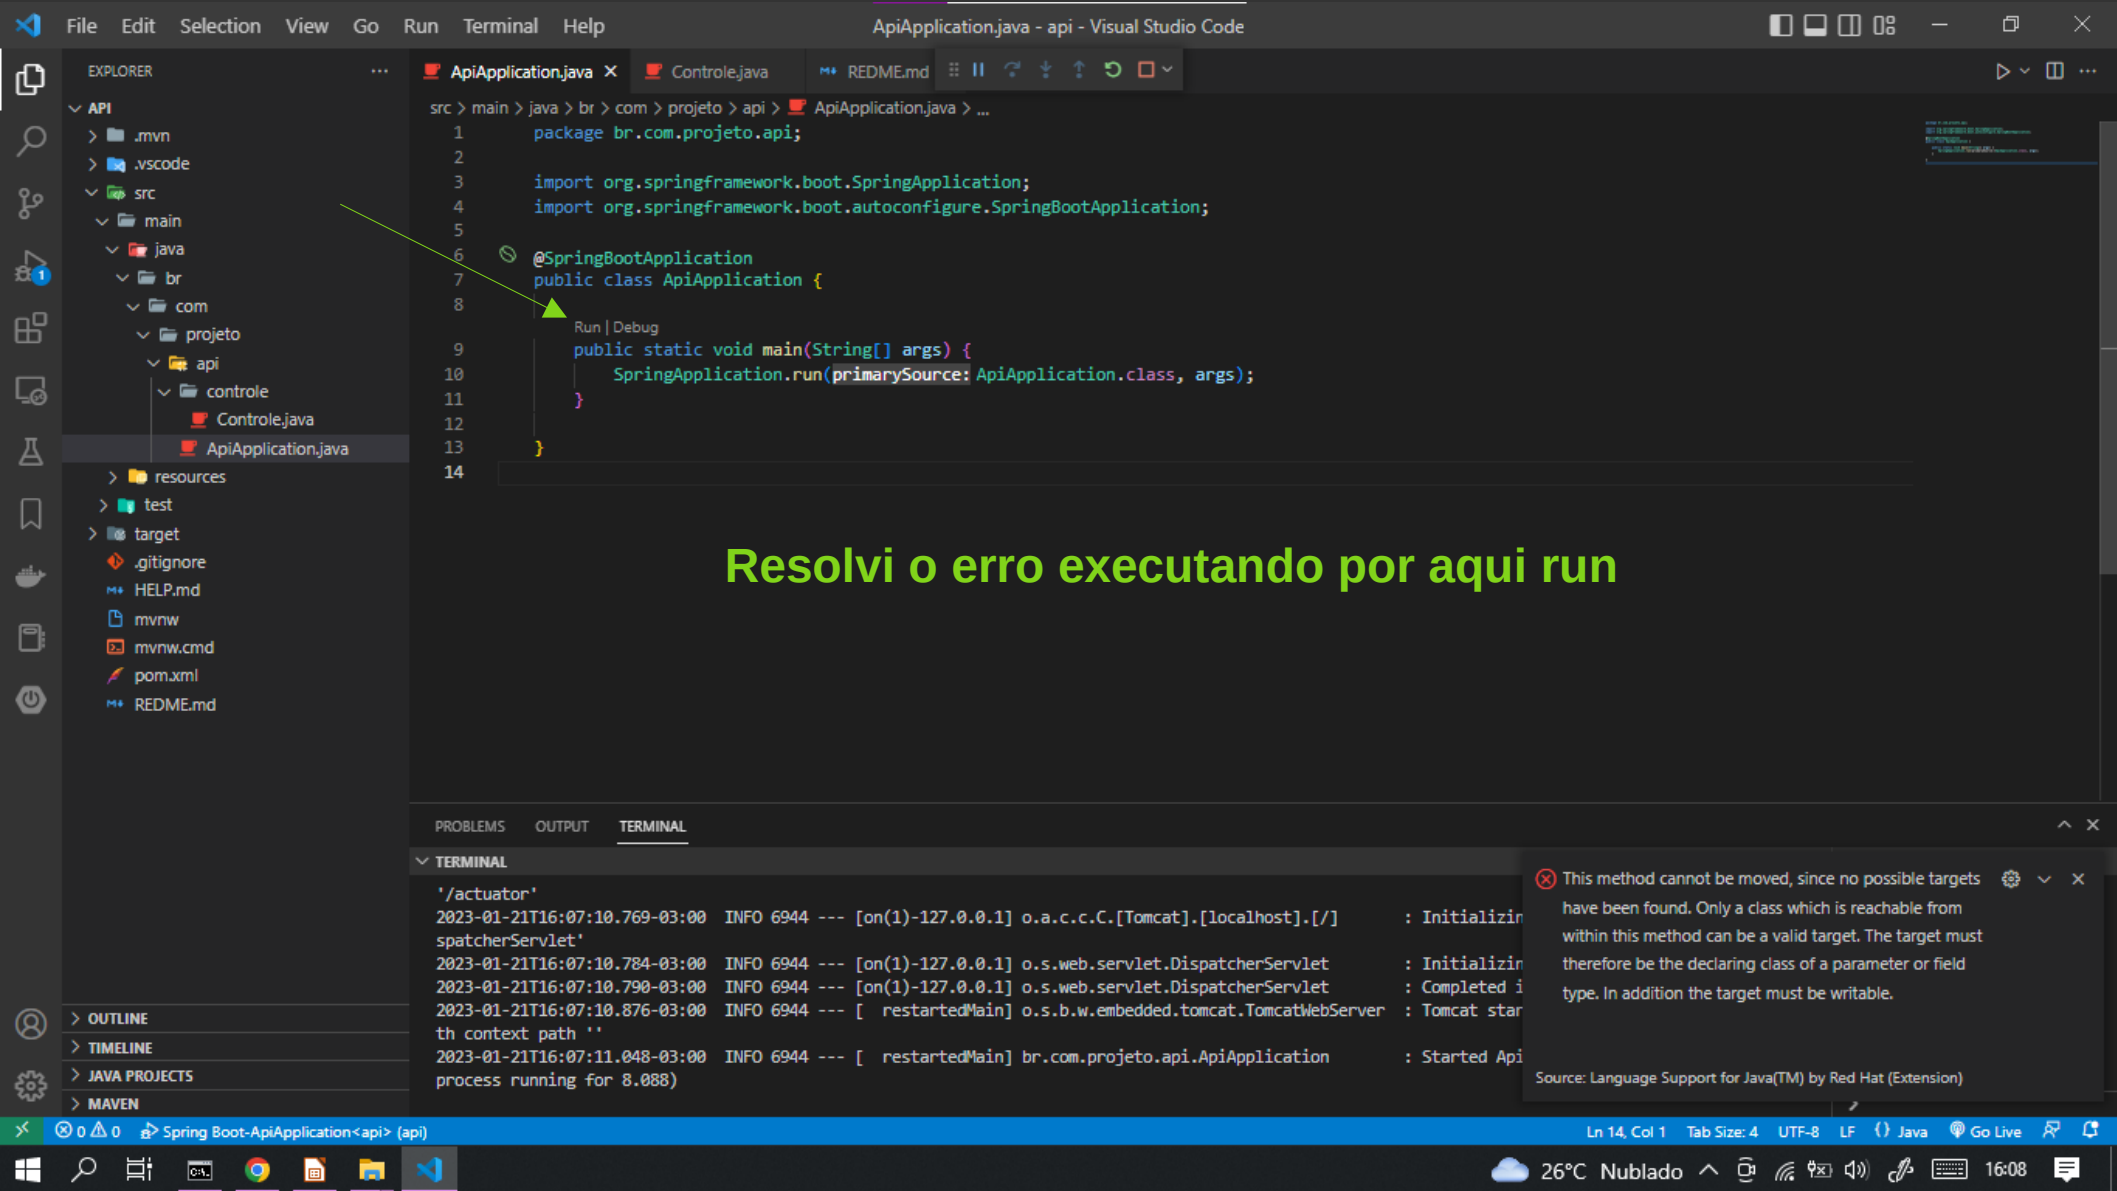 File Edit Selection View Go Run Terminal Help
ApiApplication.java - api - Visual Studio Code
EXPLORER
API
.mvn
.vscode
src
main
java
br
com
projeto
api
controle
Controle.java
ApiApplication.java
resources
test
target
.gitignore
HELP.md
mvnw
mvnw.cmd
pom.xml
REDME.md
OUTLINE
TIMELINE
JAVA PROJECTS
MAVEN
1
ApiApplication.java Controle.java REDME.md
src > main > java > br > com > projeto > api > ApiApplication.java > ...
1 package br.com.projeto.api;
2
3 import org.springframework.boot.SpringApplication;
4 import org.springframework.boot.autoconfigure.SpringBootApplication;
5
6 @SpringBootApplication
7 public class ApiApplication {
8
Run | Debug
9 public static void main(String[] args) {
10 SpringApplication.run(primarySource: ApiApplication.class, args);
11 }
12
13 }
14
Resolvi o erro executando por aqui run
PROBLEMS OUTPUT TERMINAL
TERMINAL
'/actuator'
2023-01-21T16:07:10.769-03:00 INFO 6944 --- [on(1)-127.0.0.1] o.a.c.c.C.[Tomcat].[localhost].[/] : Initializin
spatcherServlet'
2023-01-21T16:07:10.784-03:00 INFO 6944 --- [on(1)-127.0.0.1] o.s.web.servlet.DispatcherServlet : Initializin
2023-01-21T16:07:10.790-03:00 INFO 6944 --- [on(1)-127.0.0.1] o.s.web.servlet.DispatcherServlet : Completed i
2023-01-21T16:07:10.876-03:00 INFO 6944 --- [ restartedMain] o.s.b.w.embedded.tomcat.TomcatWebServer : Tomcat star
th context path ''
2023-01-21T16:07:11.048-03:00 INFO 6944 --- [ restartedMain] br.com.projeto.api.ApiApplication : Started Api
process running for 8.088)
This method cannot be moved, since no possible targets
have been found. Only a class which is reachable from
within this method can be a valid target. The target must
therefore be the declaring class of a parameter or field
type. In addition the target must be writable.
Source: Language Support for Java(TM) by Red Hat (Extension)
0 0 Spring Boot-ApiApplication<api> (api)
Ln 14, Col 1 Tab Size: 4 UTF-8 LF {} Java Go Live
26°C Nublado 16:08